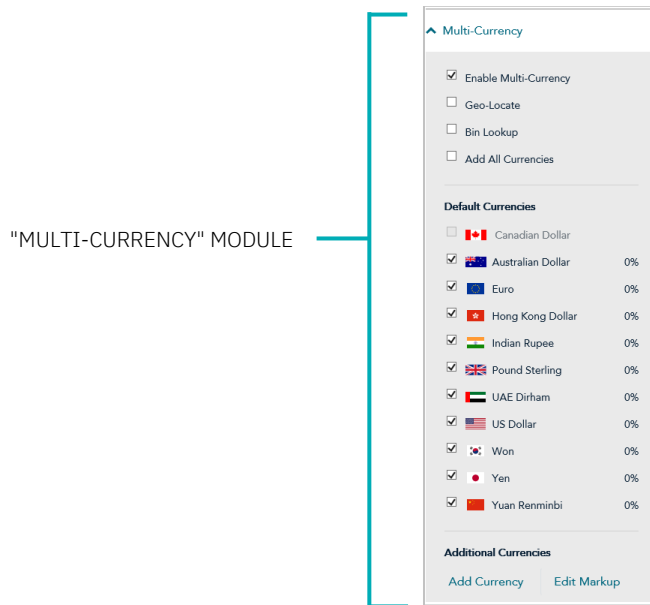 Multi-Currency
Enable Multi-Currency
Geo-Locate
Bin Lookup
Add All Currencies
"MULTI-CURRENCY" MODULE
Default Currencies
Canadian Dollar
Australian Dollar 0%
Euro 0%
Hong Kong Dollar 0%
Indian Rupee 0%
Pound Sterling 0%
UAE Dirham 0%
US Dollar 0%
Won 0%
Yen 0%
Yuan Renminbi 0%
Additional Currencies
Add Currency Edit Markup